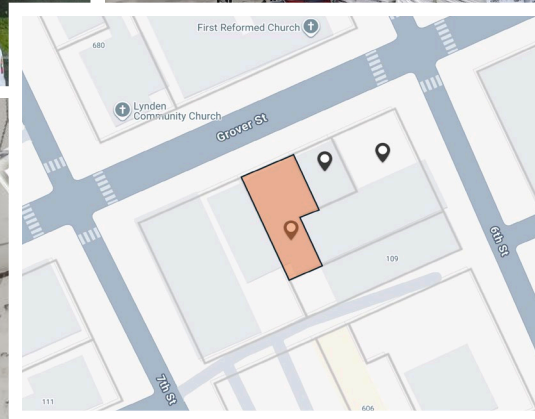 First Reformed Church
680
Lynden
Community Church
Grover St
6th St
109
7th St
111
606